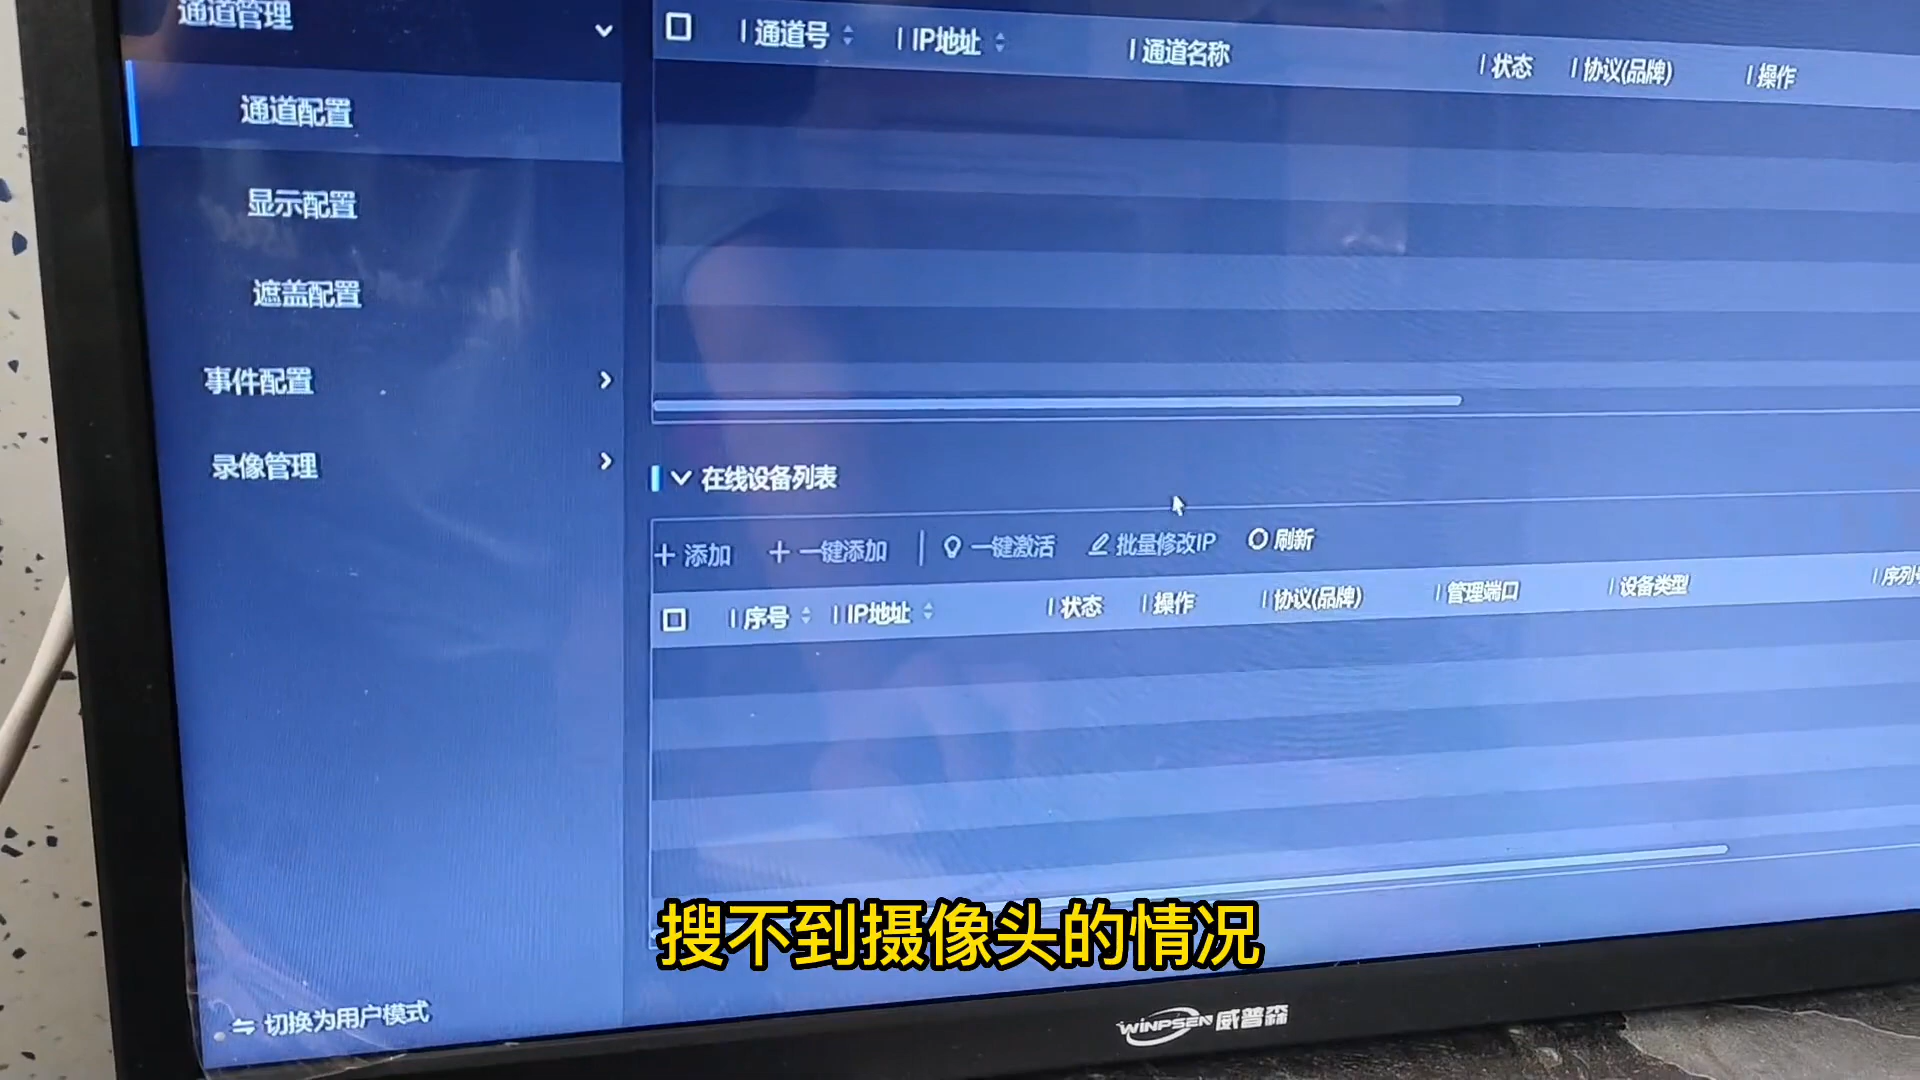 通道管理
通道号 IP地址 通道名称 状态 协议(品牌) 操作
通道配置
显示配置
遮盖配置
事件配置
录像管理
在线设备列表
添加 一键添加 一键激活 批量修改IP 刷新
序号 IP地址 状态 操作 协议(品牌) 管理端口 设备类型 序列号
搜不到摄像头的情况
切换为用户模式
WINPSEN 威普森